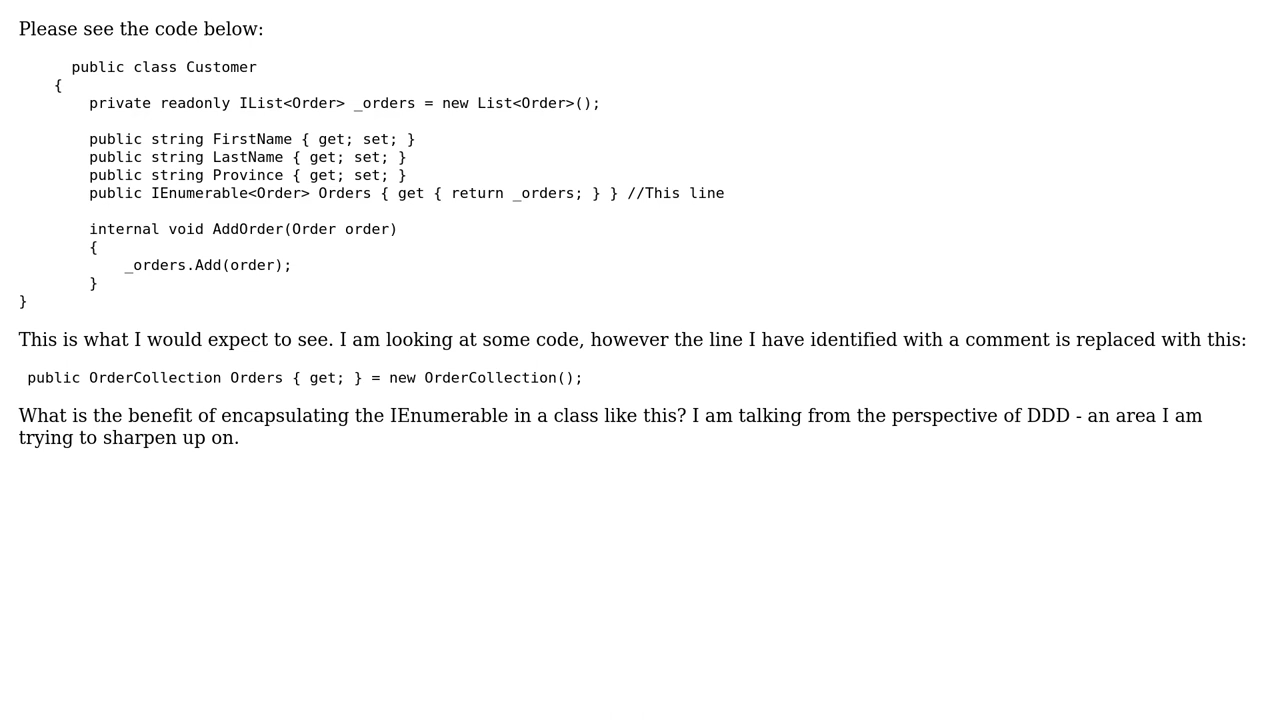 Please see the code below:
public class Customer
{
private readonly IList<Order> _orders = new List<Order>();
public string FirstName { get; set; }
public string LastName { get; set; }
public string Province { get; set; }
public IEnumerable<Order> Orders { get { return _orders; } } //This line
internal void AddOrder(Order order)
{
_orders.Add(order);
}
}
This is what I would expect to see. I am looking at some code, however the line I have identified with a comment is replaced with this:
public OrderCollection Orders { get; } = new OrderCollection();
What is the benefit of encapsulating the IEnumerable in a class like this? I am talking from the perspective of DDD - an area I am
trying to sharpen up on.